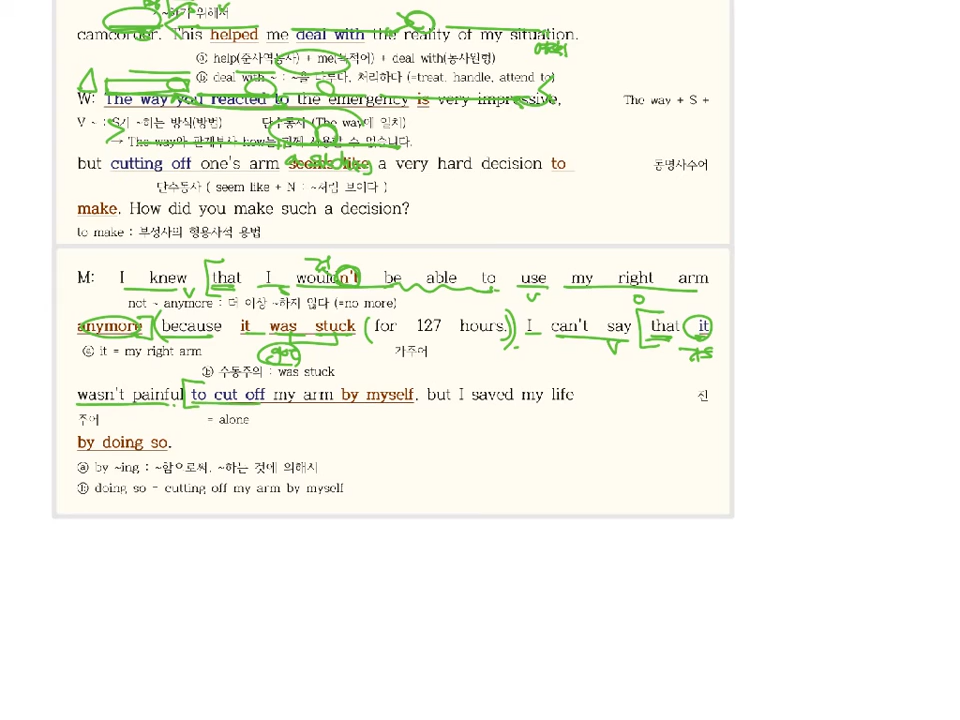 ~하기 위해서
camcorder. This helped me deal with the reality of my situation.
ⓐ help(준사역동사) + me(목적어) + deal with(동사원형)
ⓑ deal with ~ : ~을 다루다, 처리하다 (=treat, handle, attend to)
W: The way you reacted to the emergency is very impressive, The way + S +
V ~ : S가 ~하는 방식(방법) 단수동사 (The way에 일치)
→ The way와 관계부사 how는 함께 사용할 수 없습니다.
but cutting off one's arm seems like a very hard decision to 동명사주어
단수동사 ( seem like + N : ~처럼 보이다 )
make. How did you make such a decision?
to make : 부정사의 형용사적 용법
M: I knew that I wouldn't be able to use my right arm
V V O
not ~ anymore : 더 이상 ~하지 않다 (=no more)
anymore (because it was stuck (for 127 hours.)) I can't say that it
ⓐ it = my right arm 가주어
V
ⓑ 수동주의 : was stuck
wasn't painful to cut off my arm by myself, but I saved my life 진
주어 = alone
by doing so.
ⓐ by ~ing : ~함으로써, ~하는 것에 의해서
ⓑ doing so = cutting off my arm by myself